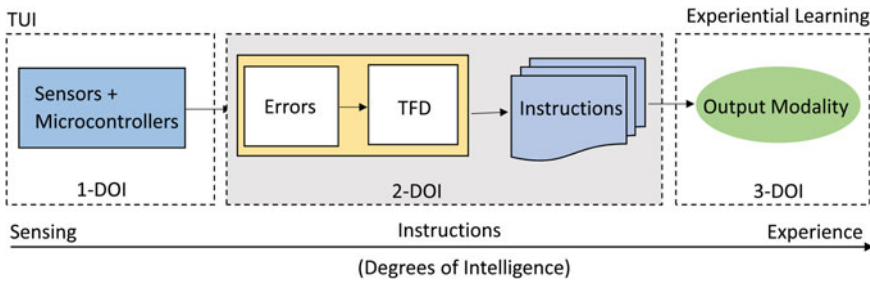 TUI
Experiential Learning
Sensors +
Microcontrollers
Errors
TFD
Instructions
Output Modality
1-DOI
2-DOI
3-DOI
Sensing
Instructions
Experience
(Degrees of Intelligence)